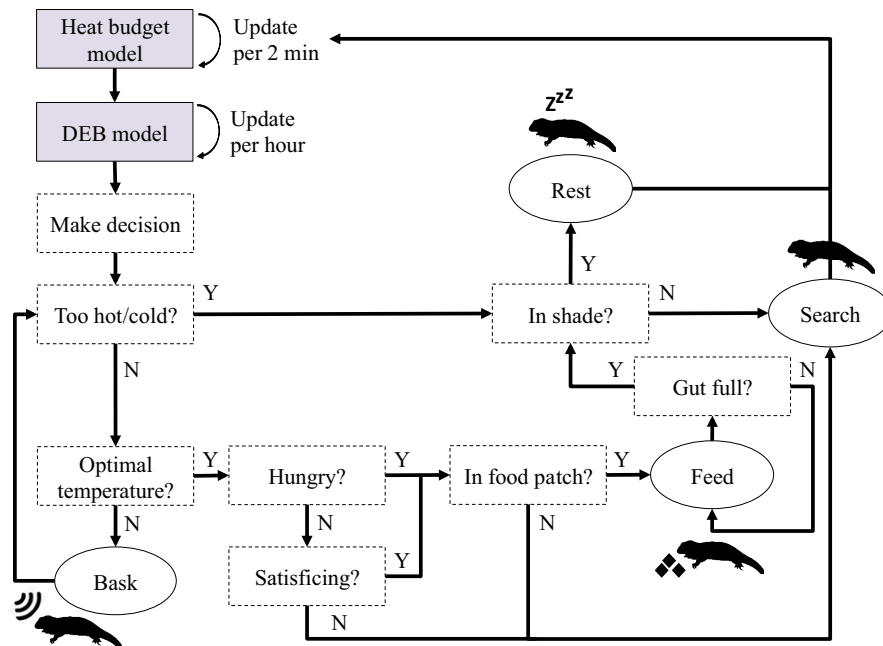 Heat budget
model
Update
per 2 min
DEB model
Update
per hour
zzz
Rest
Make decision
Y
Too hot/cold?
Y
In shade?
N
Search
N
Y
Gut full?
N
Optimal
temperature?
Y
Hungry?
Y
In food patch?
Y
Feed
N
N
N
Bask
Satisficing?
Y
N